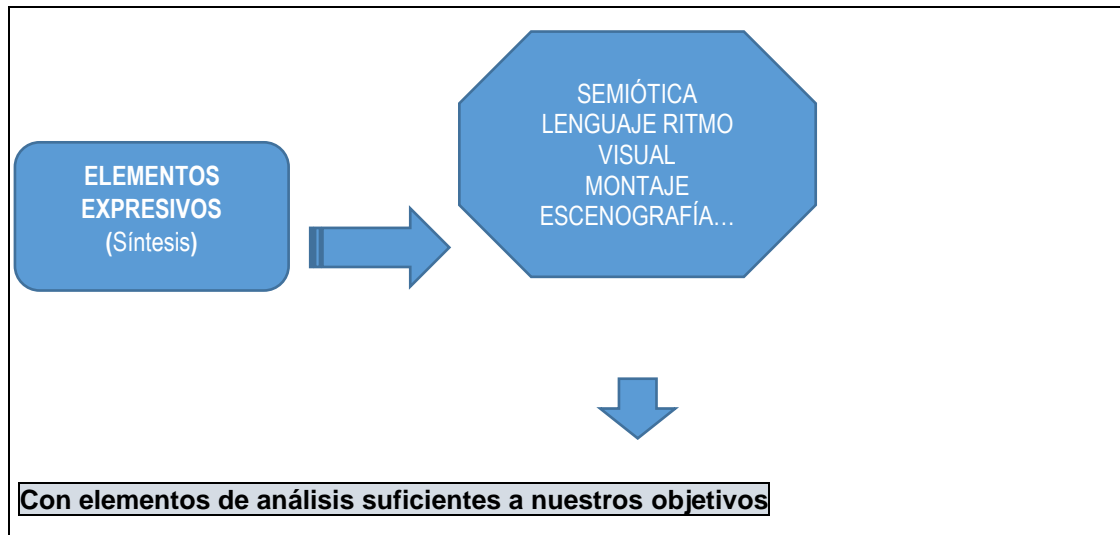 ELEMENTOS
EXPRESIVOS
(Síntesis)
SEMIÓTICA
LENGUAJE RITMO
VISUAL
MONTAJE
ESCENOGRAFÍA…
Con elementos de análisis suficientes a nuestros objetivos